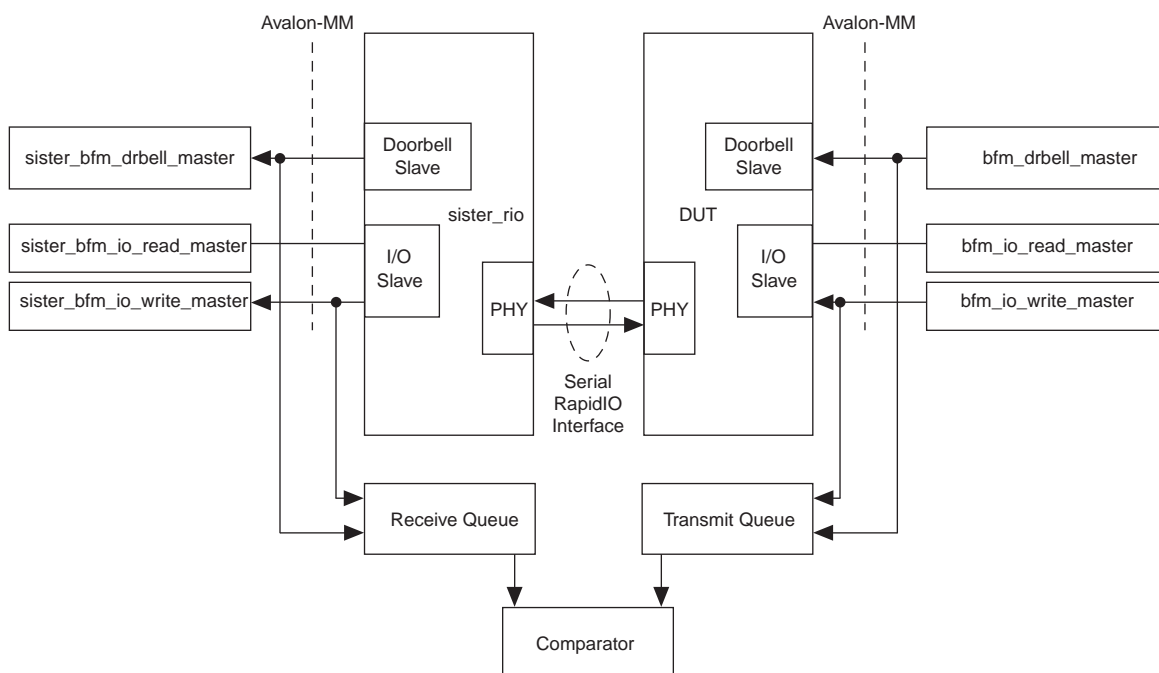 Avalon-MM
Avalon-MM
sister_bfm_drbell_master
Doorbell
Slave
Doorbell
Slave
bfm_drbell_master
sister_rio
DUT
sister_bfm_io_read_master
I/O
Slave
I/O
Slave
bfm_io_read_master
sister_bfm_io_write_master
PHY
PHY
bfm_io_write_master
Serial
RapidIO
Interface
Receive Queue
Transmit Queue
Comparator